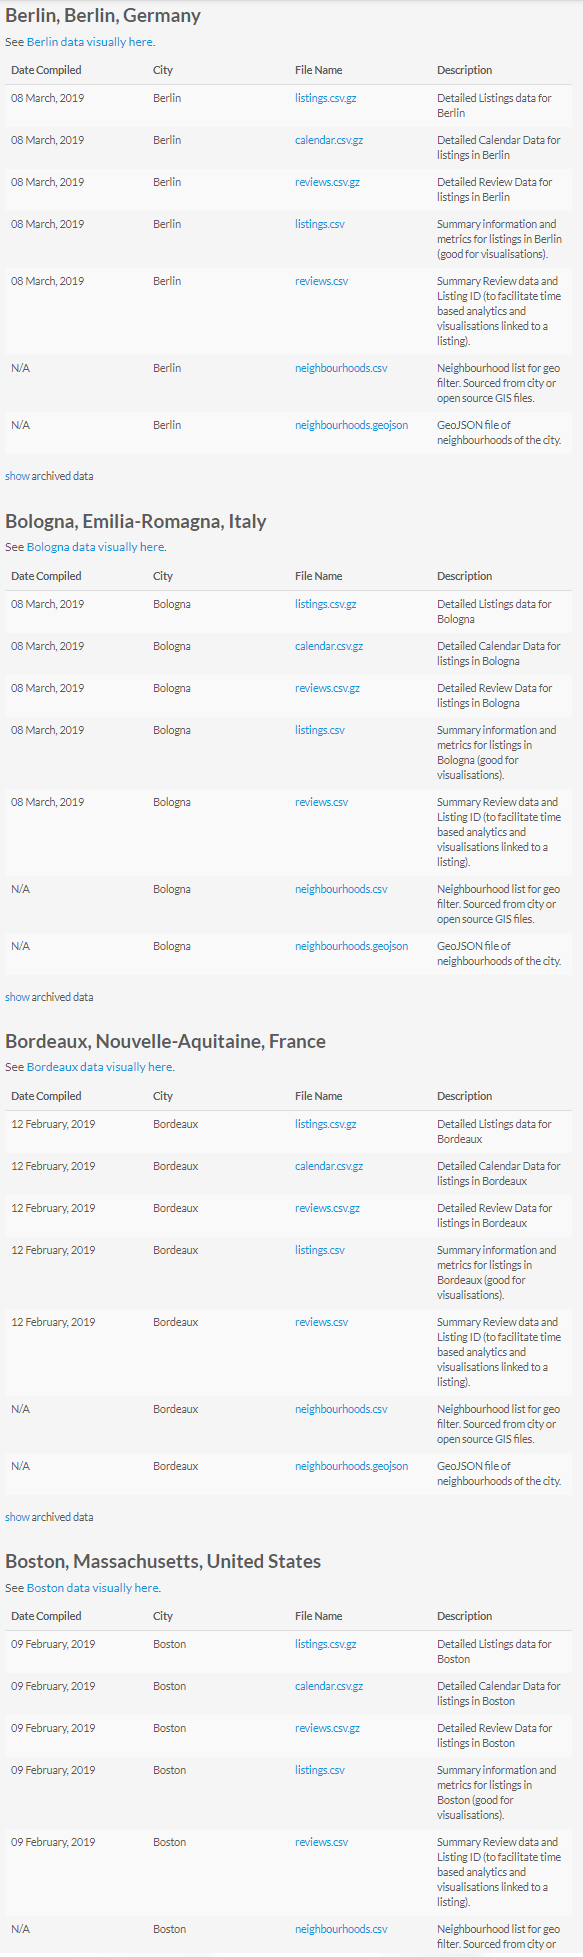 Berlin, Berlin, Germany
See Berlin data visually here.
Date Compiled City File Name Description
08 March, 2019 Berlin listings.csv.gz Detailed Listings data for
Berlin
08 March, 2019 Berlin calendar.csv.gz Detailed Calendar Data for
listings in Berlin
08 March, 2019 Berlin reviews.csv.gz Detailed Review Data for
listings in Berlin
08 March, 2019 Berlin listings.csv Summary information and
metrics for listings in Berlin
(good for visualisations).
08 March, 2019 Berlin reviews.csv Summary Review data and
Listing ID (to facilitate time
based analytics and
visualisations linked to a
listing).
N/A Berlin neighbourhoods.csv Neighbourhood list for geo
filter. Sourced from city or
open source GIS files.
N/A Berlin neighbourhoods.geojson GeoJSON file of
neighbourhoods of the city.
show archived data
Bologna, Emilia-Romagna, Italy
See Bologna data visually here.
Date Compiled City File Name Description
08 March, 2019 Bologna listings.csv.gz Detailed Listings data for
Bologna
08 March, 2019 Bologna calendar.csv.gz Detailed Calendar Data for
listings in Bologna
08 March, 2019 Bologna reviews.csv.gz Detailed Review Data for
listings in Bologna
08 March, 2019 Bologna listings.csv Summary information and
metrics for listings in
Bologna (good for
visualisations).
08 March, 2019 Bologna reviews.csv Summary Review data and
Listing ID (to facilitate time
based analytics and
visualisations linked to a
listing).
N/A Bologna neighbourhoods.csv Neighbourhood list for geo
filter. Sourced from city or
open source GIS files.
N/A Bologna neighbourhoods.geojson GeoJSON file of
neighbourhoods of the city.
show archived data
Bordeaux, Nouvelle-Aquitaine, France
See Bordeaux data visually here.
Date Compiled City File Name Description
12 February, 2019 Bordeaux listings.csv.gz Detailed Listings data for
Bordeaux
12 February, 2019 Bordeaux calendar.csv.gz Detailed Calendar Data for
listings in Bordeaux
12 February, 2019 Bordeaux reviews.csv.gz Detailed Review Data for
listings in Bordeaux
12 February, 2019 Bordeaux listings.csv Summary information and
metrics for listings in
Bordeaux (good for
visualisations).
12 February, 2019 Bordeaux reviews.csv Summary Review data and
Listing ID (to facilitate time
based analytics and
visualisations linked to a
listing).
N/A Bordeaux neighbourhoods.csv Neighbourhood list for geo
filter. Sourced from city or
open source GIS files.
N/A Bordeaux neighbourhoods.geojson GeoJSON file of
neighbourhoods of the city.
show archived data
Boston, Massachusetts, United States
See Boston data visually here.
Date Compiled City File Name Description
09 February, 2019 Boston listings.csv.gz Detailed Listings data for
Boston
09 February, 2019 Boston calendar.csv.gz Detailed Calendar Data for
listings in Boston
09 February, 2019 Boston reviews.csv.gz Detailed Review Data for
listings in Boston
09 February, 2019 Boston listings.csv Summary information and
metrics for listings in
Boston (good for
visualisations).
09 February, 2019 Boston reviews.csv Summary Review data and
Listing ID (to facilitate time
based analytics and
visualisations linked to a
listing).
N/A Boston neighbourhoods.csv Neighbourhood list for geo
filter. Sourced from city or